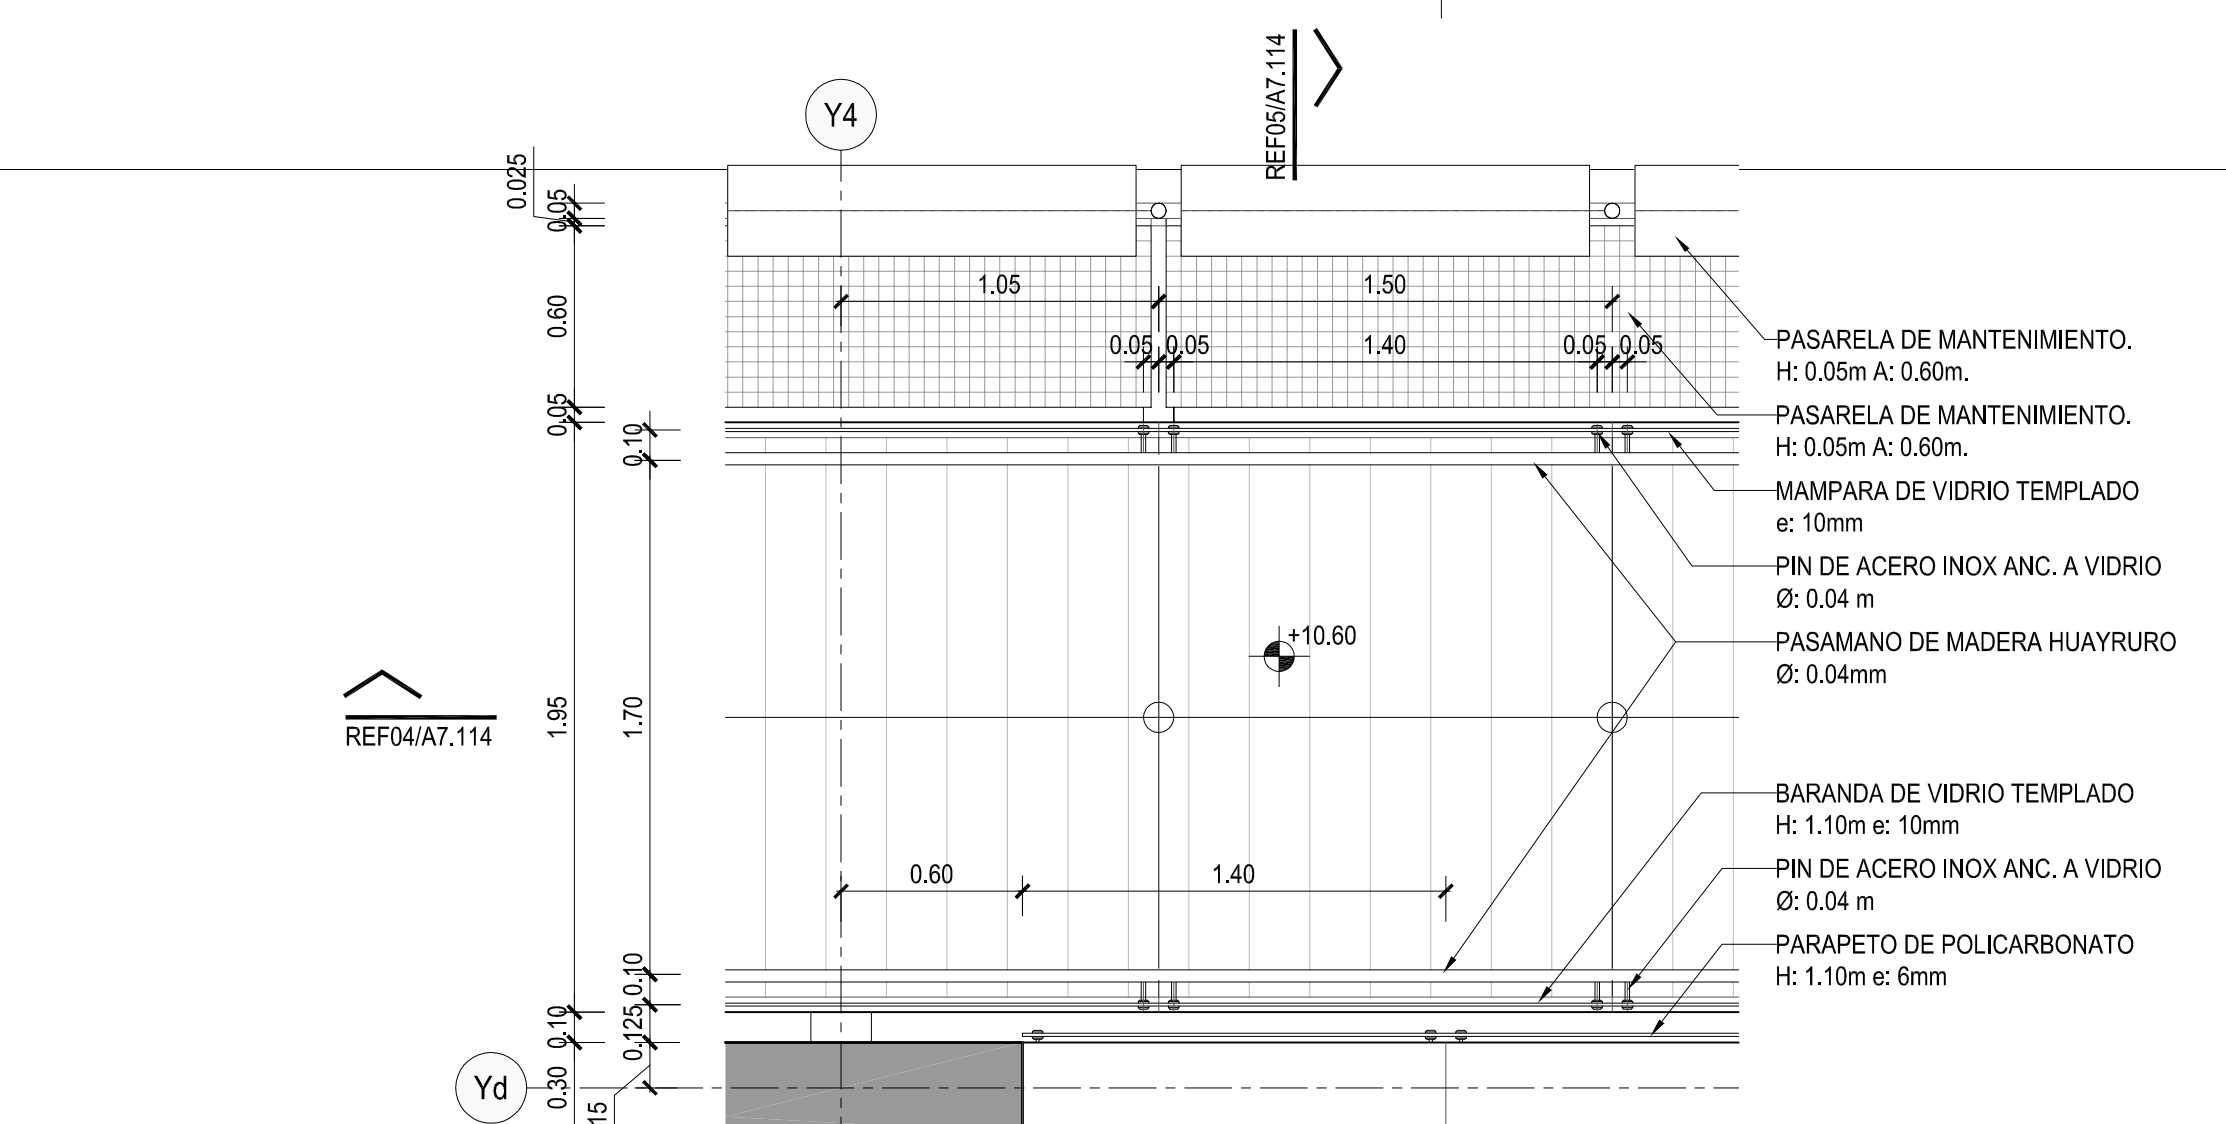 REF05/A7.114
Y4
0.025
0.05
1.05
1.50
0.60
0.05
0.05
1.40
0.05
0.05
PASARELA DE MANTENIMIENTO.
H: 0.05m A: 0.60m.
PASARELA DE MANTENIMIENTO.
H: 0.05m A: 0.60m.
0.05
0.10
MAMPARA DE VIDRIO TEMPLADO
e: 10mm
PIN DE ACERO INOX ANC. A VIDRIO
Ø: 0.04 m
+10.60
PASAMANO DE MADERA HUAYRURO
Ø: 0.04mm
REF04/A7.114
1.95
1.70
BARANDA DE VIDRIO TEMPLADO
H: 1.10m e: 10mm
0.60
1.40
PIN DE ACERO INOX ANC. A VIDRIO
Ø: 0.04 m
PARAPETO DE POLICARBONATO
H: 1.10m e: 6mm
0.10
0.10
0.125
Yd
0.30
15